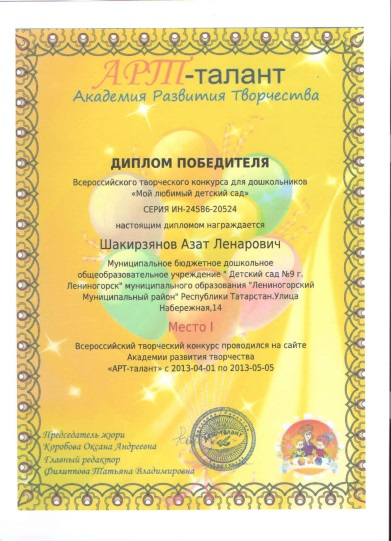 АРТ-талант
Академия Развития Творчества
ДИПЛОМ ПОБЕДИТЕЛЯ
Всероссийского творческого конкурса для дошкольников
«Мой любимый детский сад»
СЕРИЯ ИН-24586-20524
настоящим дипломом награждается
Шакирзянов Азат Ленарович
Муниципальное бюджетное дошкольное
общеобразовательное учреждение " Детский сад №9 г.
Лениногорск" муниципального образования "Лениногорский
Муниципальный район" Республики Татарстан.Улица
Набережная,14
Место I
Всероссийский творческий конкурс проводился на сайте
Академии развития творчества
«АРТ-талант» с 2013-04-01 по 2013-05-05
Председатель жюри
Коробова Оксана Андреевна
Главный редактор
Филиппова Татьяна Владимировна
АРТ-талант